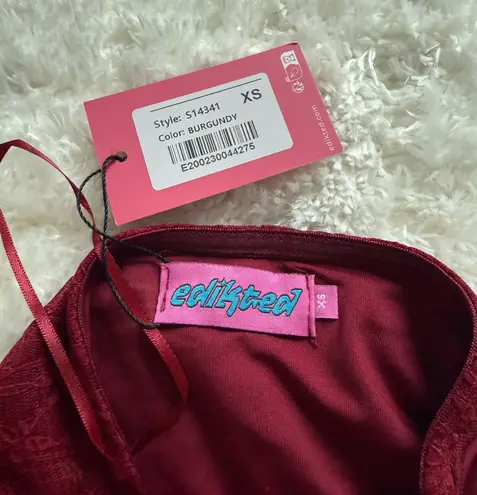 Style: S14341
XS
Color: BURGUNDY
E200230044275
edikted.com
edikted
XS